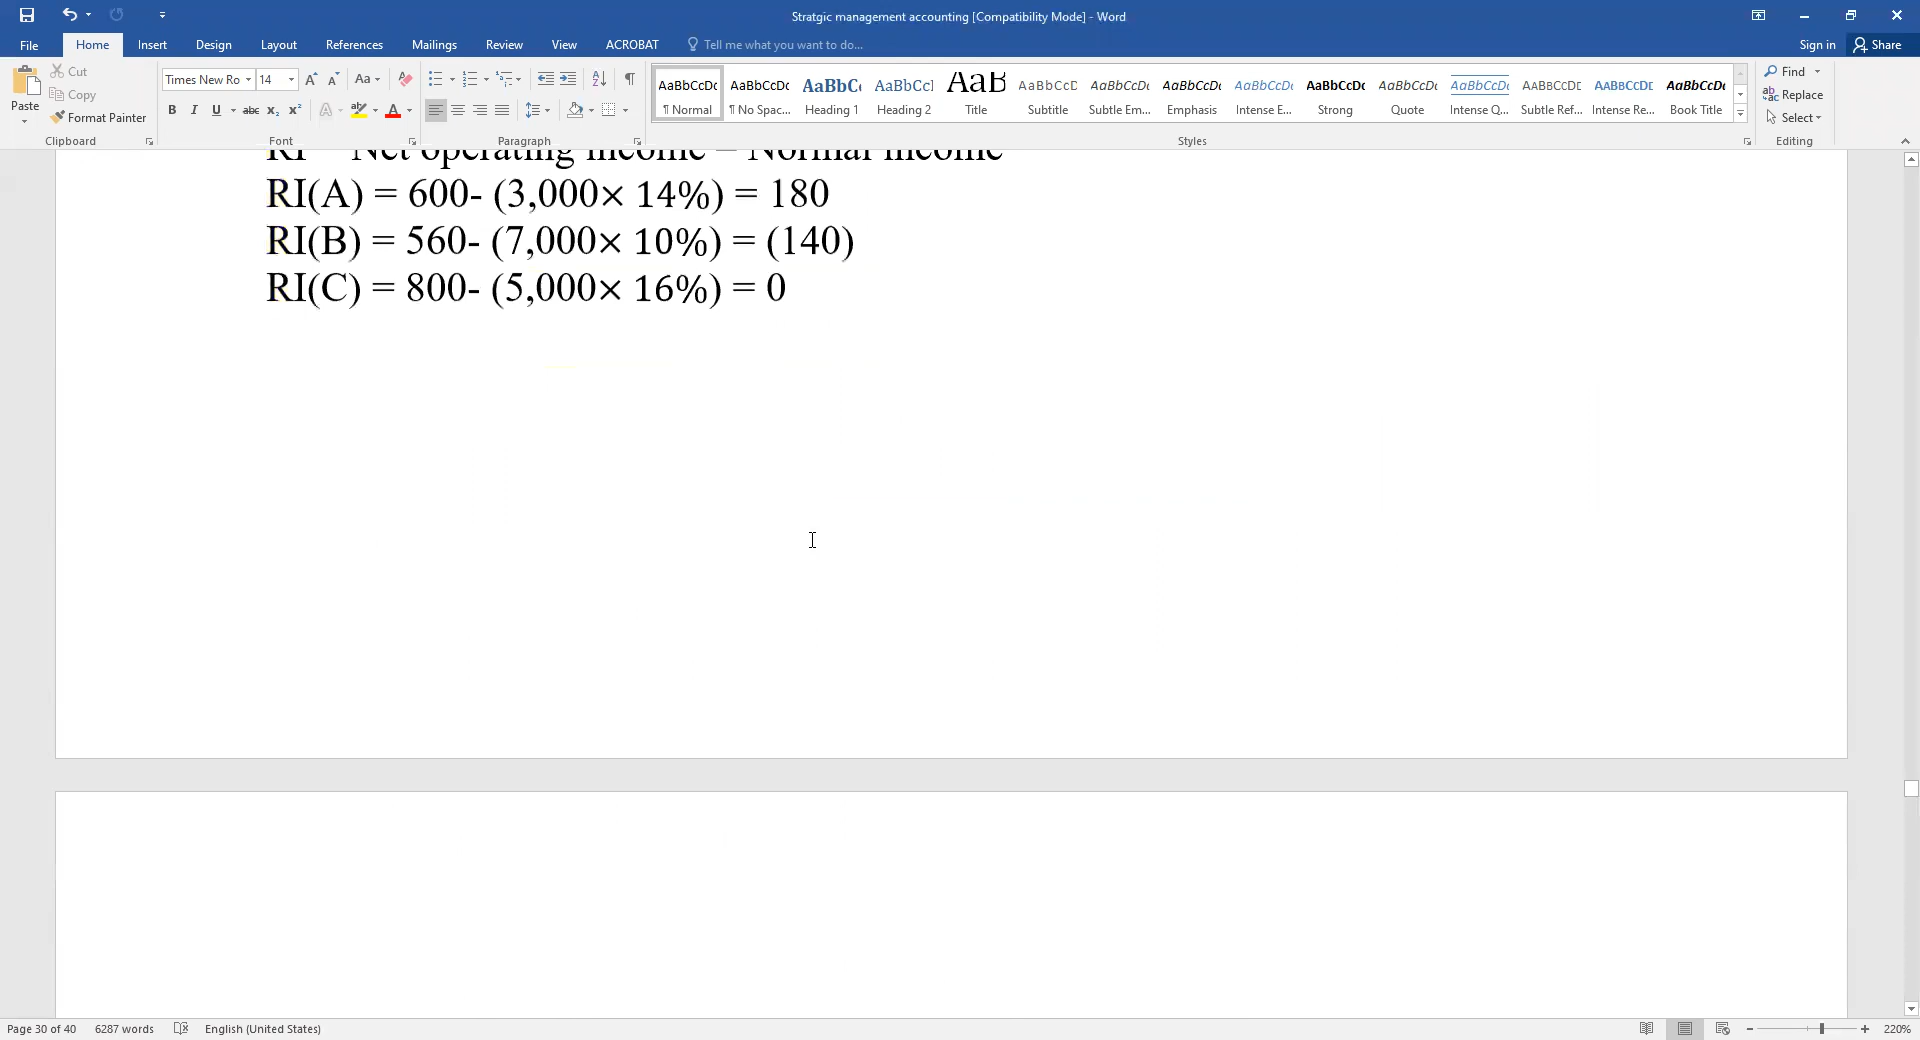 Stratgic management accounting [Compatibility Mode] - Word
File Home Insert Design Layout References Mailings Review View ACROBAT Tell me what you want to do... Sign in Share
Paste
Cut
Copy
Format Painter
Clipboard
Times New Ro 14
Aa
B I U abc X₂ X²
A A
Font
Paragraph
AaBbCcDc AaBbCcDc AaBbC AaBbCc AaB AaBbCcD AaBbCcDc AaBbCcDc AaBbCcDc AaBbCcDc AaBbCcDc AaBbCcDc AABBCCDE AABBCCDE AaBbCcDc
¶ Normal ¶ No Spac... Heading 1 Heading 2 Title Subtitle Subtle Em... Emphasis Intense E... Strong Quote Intense Q... Subtle Ref... Intense Re... Book Title
Styles
Find
Replace
Select
Editing
RI = Net operating income – Normal income
RI(A) = 600- (3,000× 14%) = 180
RI(B) = 560- (7,000× 10%) = (140)
RI(C) = 800- (5,000× 16%) = 0
Page 30 of 40 6287 words English (United States) 220%